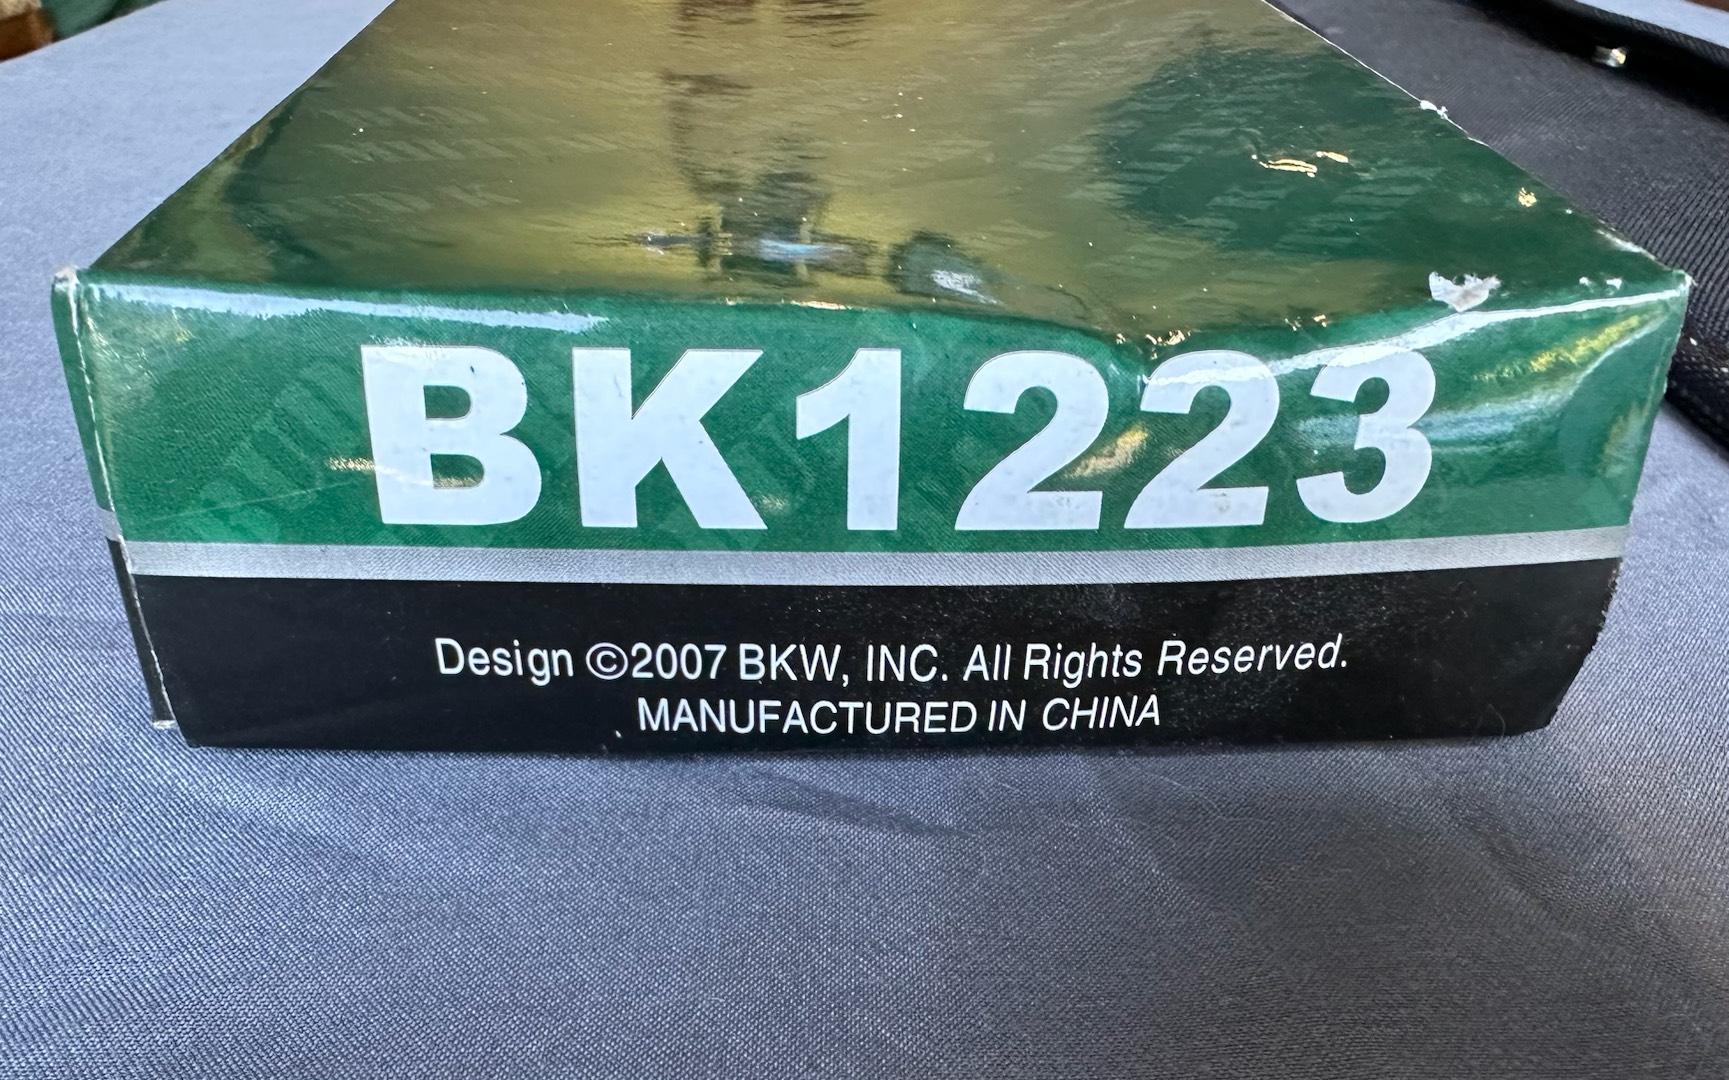 BK1223
Design ©2007 BKW, INC. All Rights Reserved.
MANUFACTURED IN CHINA